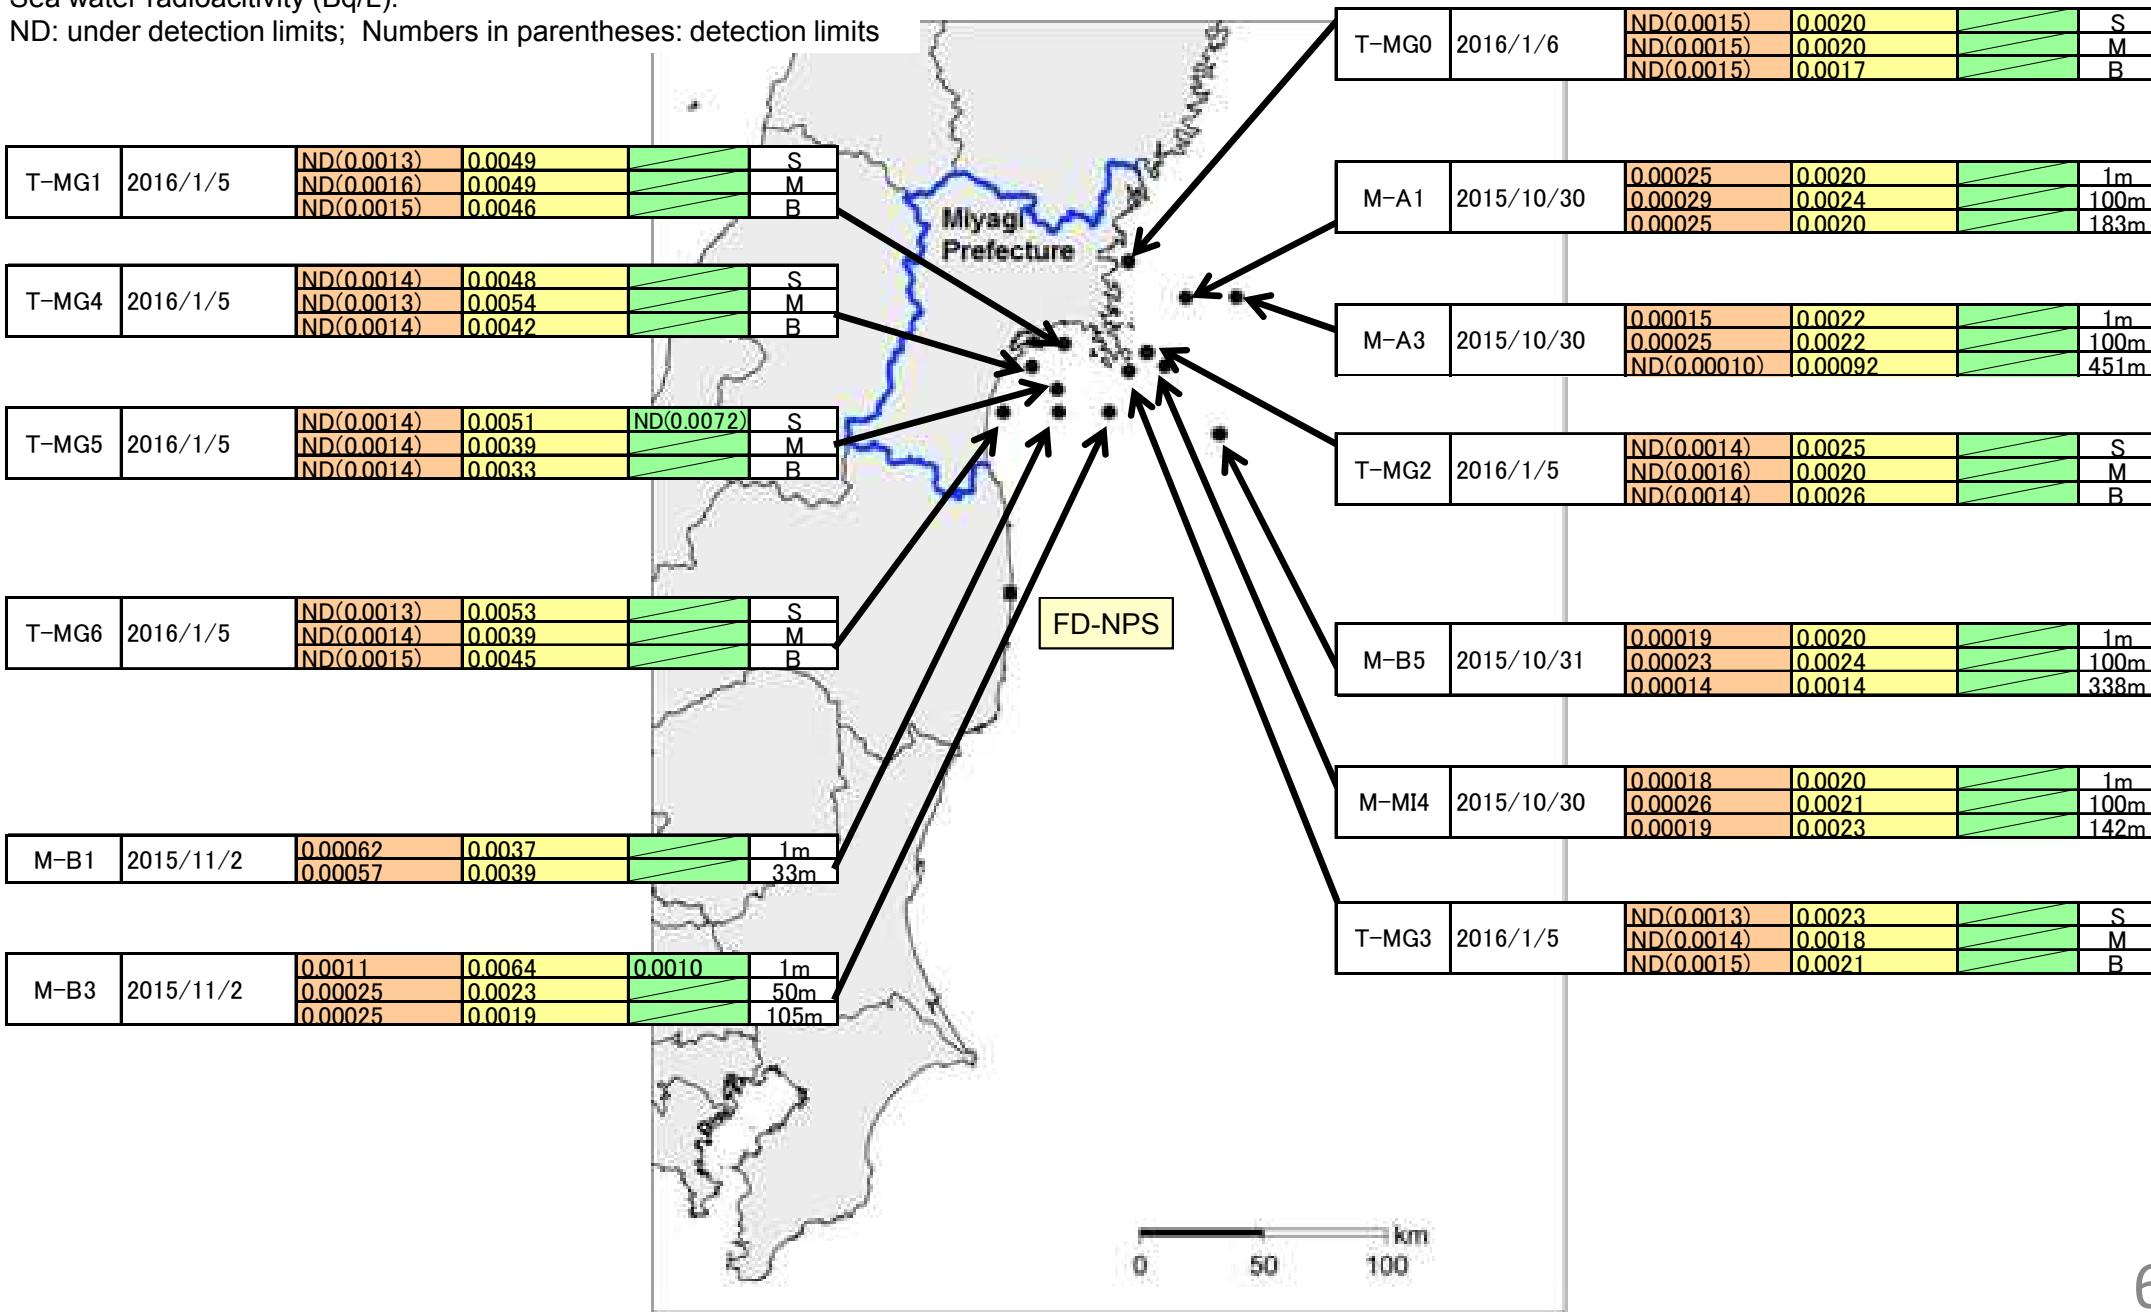 Sea water radioacitivity (Bq/L).
ND: under detection limits; Numbers in parentheses: detection limits
T-MG0 2016/1/6
ND(0.0015) 0.0020 S
ND(0.0015) 0.0020 M
ND(0.0015) 0.0017 B
T-MG1 2016/1/5
ND(0.0013) 0.0049 S
ND(0.0016) 0.0049 M
ND(0.0015) 0.0046 B
M-A1 2015/10/30
0.00025 0.0020 1m
0.00029 0.0024 100m
0.00025 0.0020 183m
Miyagi
Prefecture
T-MG4 2016/1/5
ND(0.0014) 0.0048 S
ND(0.0013) 0.0054 M
ND(0.0014) 0.0042 B
M-A3 2015/10/30
0.00015 0.0022 1m
0.00025 0.0022 100m
ND(0.00010) 0.00092 451m
T-MG5 2016/1/5
ND(0.0014) 0.0051 ND(0.0072) S
ND(0.0014) 0.0039 M
ND(0.0014) 0.0033 B
T-MG2 2016/1/5
ND(0.0014) 0.0025 S
ND(0.0016) 0.0020 M
ND(0.0014) 0.0026 B
T-MG6 2016/1/5
ND(0.0013) 0.0053 S
ND(0.0014) 0.0039 M
ND(0.0015) 0.0045 B
FD-NPS
M-B5 2015/10/31
0.00019 0.0020 1m
0.00023 0.0024 100m
0.00014 0.0014 338m
M-MI4 2015/10/30
0.00018 0.0020 1m
0.00026 0.0021 100m
0.00019 0.0023 142m
M-B1 2015/11/2
0.00062 0.0037 1m
0.00057 0.0039 33m
T-MG3 2016/1/5
ND(0.0013) 0.0023 S
ND(0.0014) 0.0018 M
ND(0.0015) 0.0021 B
M-B3 2015/11/2
0.0011 0.0064 0.0010 1m
0.00025 0.0023 50m
0.00025 0.0019 105m
km
0 50 100
6